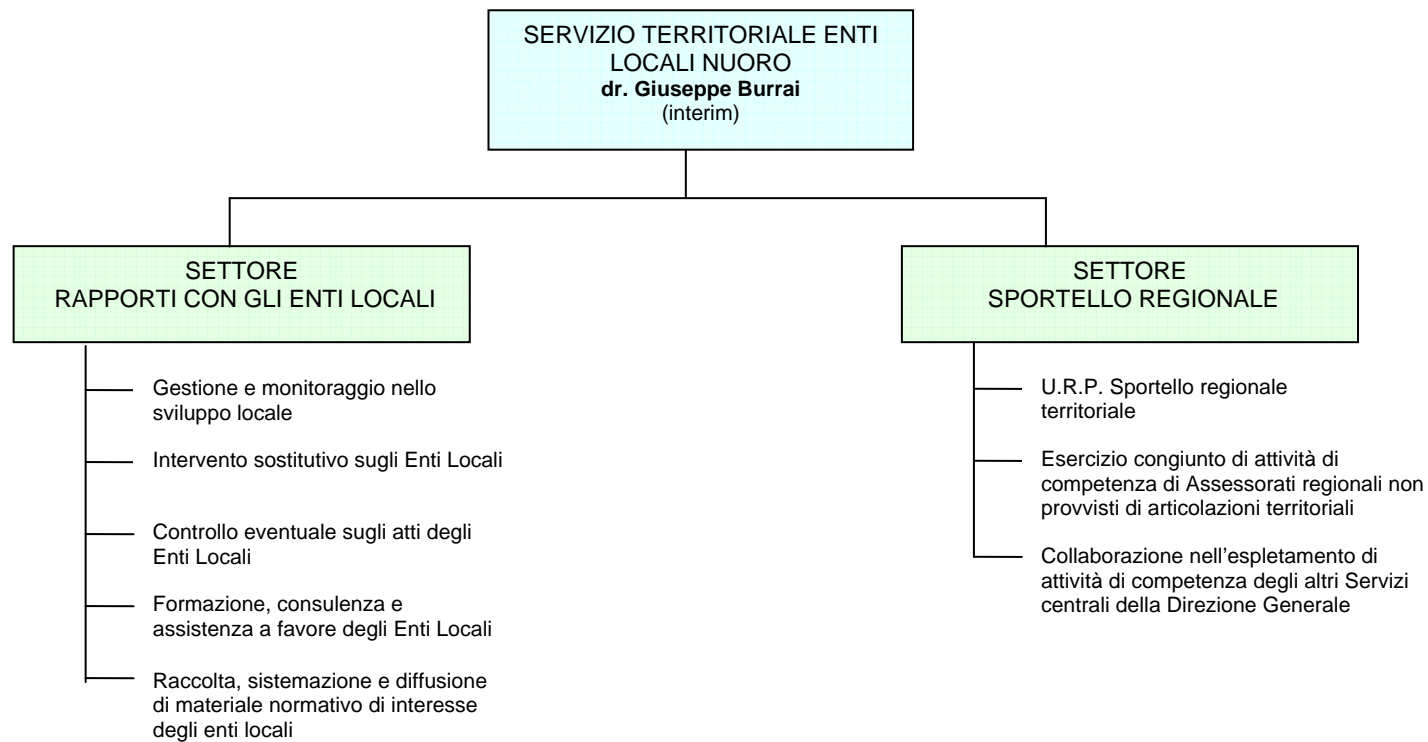 SERVIZIO TERRITORIALE ENTI
LOCALI NUORO
dr. Giuseppe Burrai
(interim)
SETTORE
RAPPORTI CON GLI ENTI LOCALI
Gestione e monitoraggio nello
sviluppo locale
Intervento sostitutivo sugli Enti Locali
Controllo eventuale sugli atti degli
Enti Locali
Formazione, consulenza e
assistenza a favore degli Enti Locali
Raccolta, sistemazione e diffusione
di materiale normativo di interesse
degli enti locali
SETTORE
SPORTELLO REGIONALE
U.R.P. Sportello regionale
territoriale
Esercizio congiunto di attività di
competenza di Assessorati regionali non
provvisti di articolazioni territoriali
Collaborazione nell’espletamento di
attività di competenza degli altri Servizi
centrali della Direzione Generale